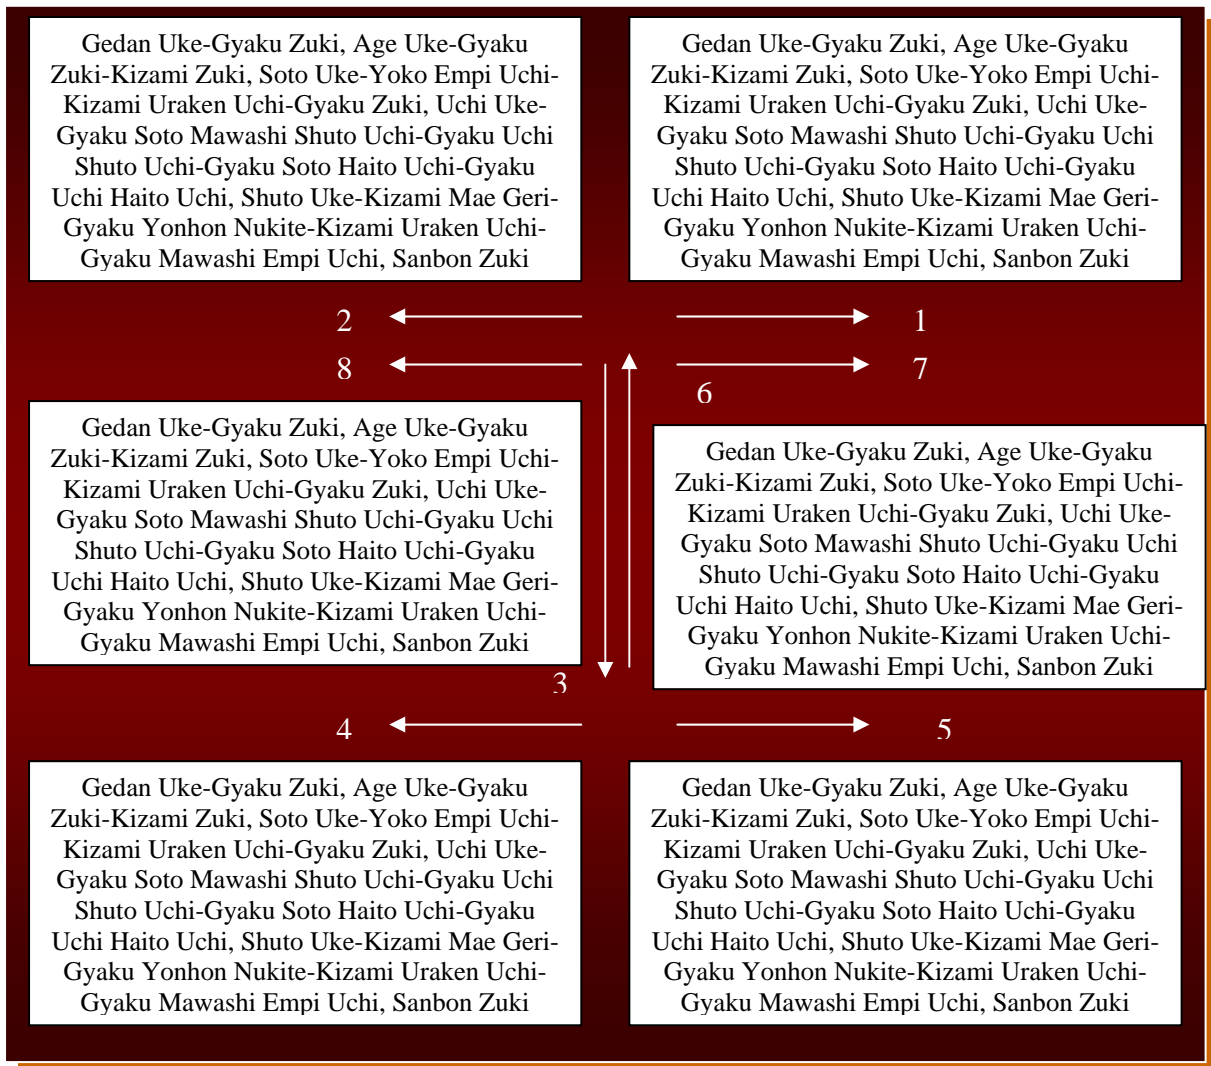 Gedan Uke-Gyaku Zuki, Age Uke-Gyaku
Zuki-Kizami Zuki, Soto Uke-Yoko Empi Uchi-
Kizami Uraken Uchi-Gyaku Zuki, Uchi Uke-
Gyaku Soto Mawashi Shuto Uchi-Gyaku Uchi
Shuto Uchi-Gyaku Soto Haito Uchi-Gyaku
Uchi Haito Uchi, Shuto Uke-Kizami Mae Geri-
Gyaku Yonhon Nukite-Kizami Uraken Uchi-
Gyaku Mawashi Empi Uchi, Sanbon Zuki
Gedan Uke-Gyaku Zuki, Age Uke-Gyaku
Zuki-Kizami Zuki, Soto Uke-Yoko Empi Uchi-
Kizami Uraken Uchi-Gyaku Zuki, Uchi Uke-
Gyaku Soto Mawashi Shuto Uchi-Gyaku Uchi
Shuto Uchi-Gyaku Soto Haito Uchi-Gyaku
Uchi Haito Uchi, Shuto Uke-Kizami Mae Geri-
Gyaku Yonhon Nukite-Kizami Uraken Uchi-
Gyaku Mawashi Empi Uchi, Sanbon Zuki
2
1
8
7
6
Gedan Uke-Gyaku Zuki, Age Uke-Gyaku
Zuki-Kizami Zuki, Soto Uke-Yoko Empi Uchi-
Kizami Uraken Uchi-Gyaku Zuki, Uchi Uke-
Gyaku Soto Mawashi Shuto Uchi-Gyaku Uchi
Shuto Uchi-Gyaku Soto Haito Uchi-Gyaku
Uchi Haito Uchi, Shuto Uke-Kizami Mae Geri-
Gyaku Yonhon Nukite-Kizami Uraken Uchi-
Gyaku Mawashi Empi Uchi, Sanbon Zuki
Gedan Uke-Gyaku Zuki, Age Uke-Gyaku
Zuki-Kizami Zuki, Soto Uke-Yoko Empi Uchi-
Kizami Uraken Uchi-Gyaku Zuki, Uchi Uke-
Gyaku Soto Mawashi Shuto Uchi-Gyaku Uchi
Shuto Uchi-Gyaku Soto Haito Uchi-Gyaku
Uchi Haito Uchi, Shuto Uke-Kizami Mae Geri-
Gyaku Yonhon Nukite-Kizami Uraken Uchi-
Gyaku Mawashi Empi Uchi, Sanbon Zuki
3
4
5
Gedan Uke-Gyaku Zuki, Age Uke-Gyaku
Zuki-Kizami Zuki, Soto Uke-Yoko Empi Uchi-
Kizami Uraken Uchi-Gyaku Zuki, Uchi Uke-
Gyaku Soto Mawashi Shuto Uchi-Gyaku Uchi
Shuto Uchi-Gyaku Soto Haito Uchi-Gyaku
Uchi Haito Uchi, Shuto Uke-Kizami Mae Geri-
Gyaku Yonhon Nukite-Kizami Uraken Uchi-
Gyaku Mawashi Empi Uchi, Sanbon Zuki
Gedan Uke-Gyaku Zuki, Age Uke-Gyaku
Zuki-Kizami Zuki, Soto Uke-Yoko Empi Uchi-
Kizami Uraken Uchi-Gyaku Zuki, Uchi Uke-
Gyaku Soto Mawashi Shuto Uchi-Gyaku Uchi
Shuto Uchi-Gyaku Soto Haito Uchi-Gyaku
Uchi Haito Uchi, Shuto Uke-Kizami Mae Geri-
Gyaku Yonhon Nukite-Kizami Uraken Uchi-
Gyaku Mawashi Empi Uchi, Sanbon Zuki